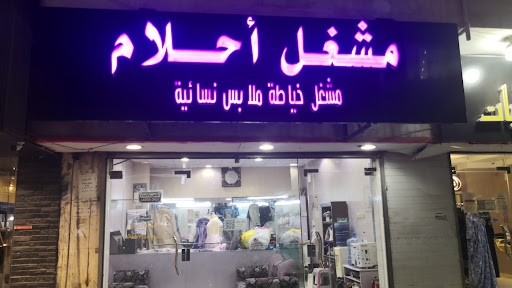 مشغل أحلام
مشغل خياطة ملابس نسائية